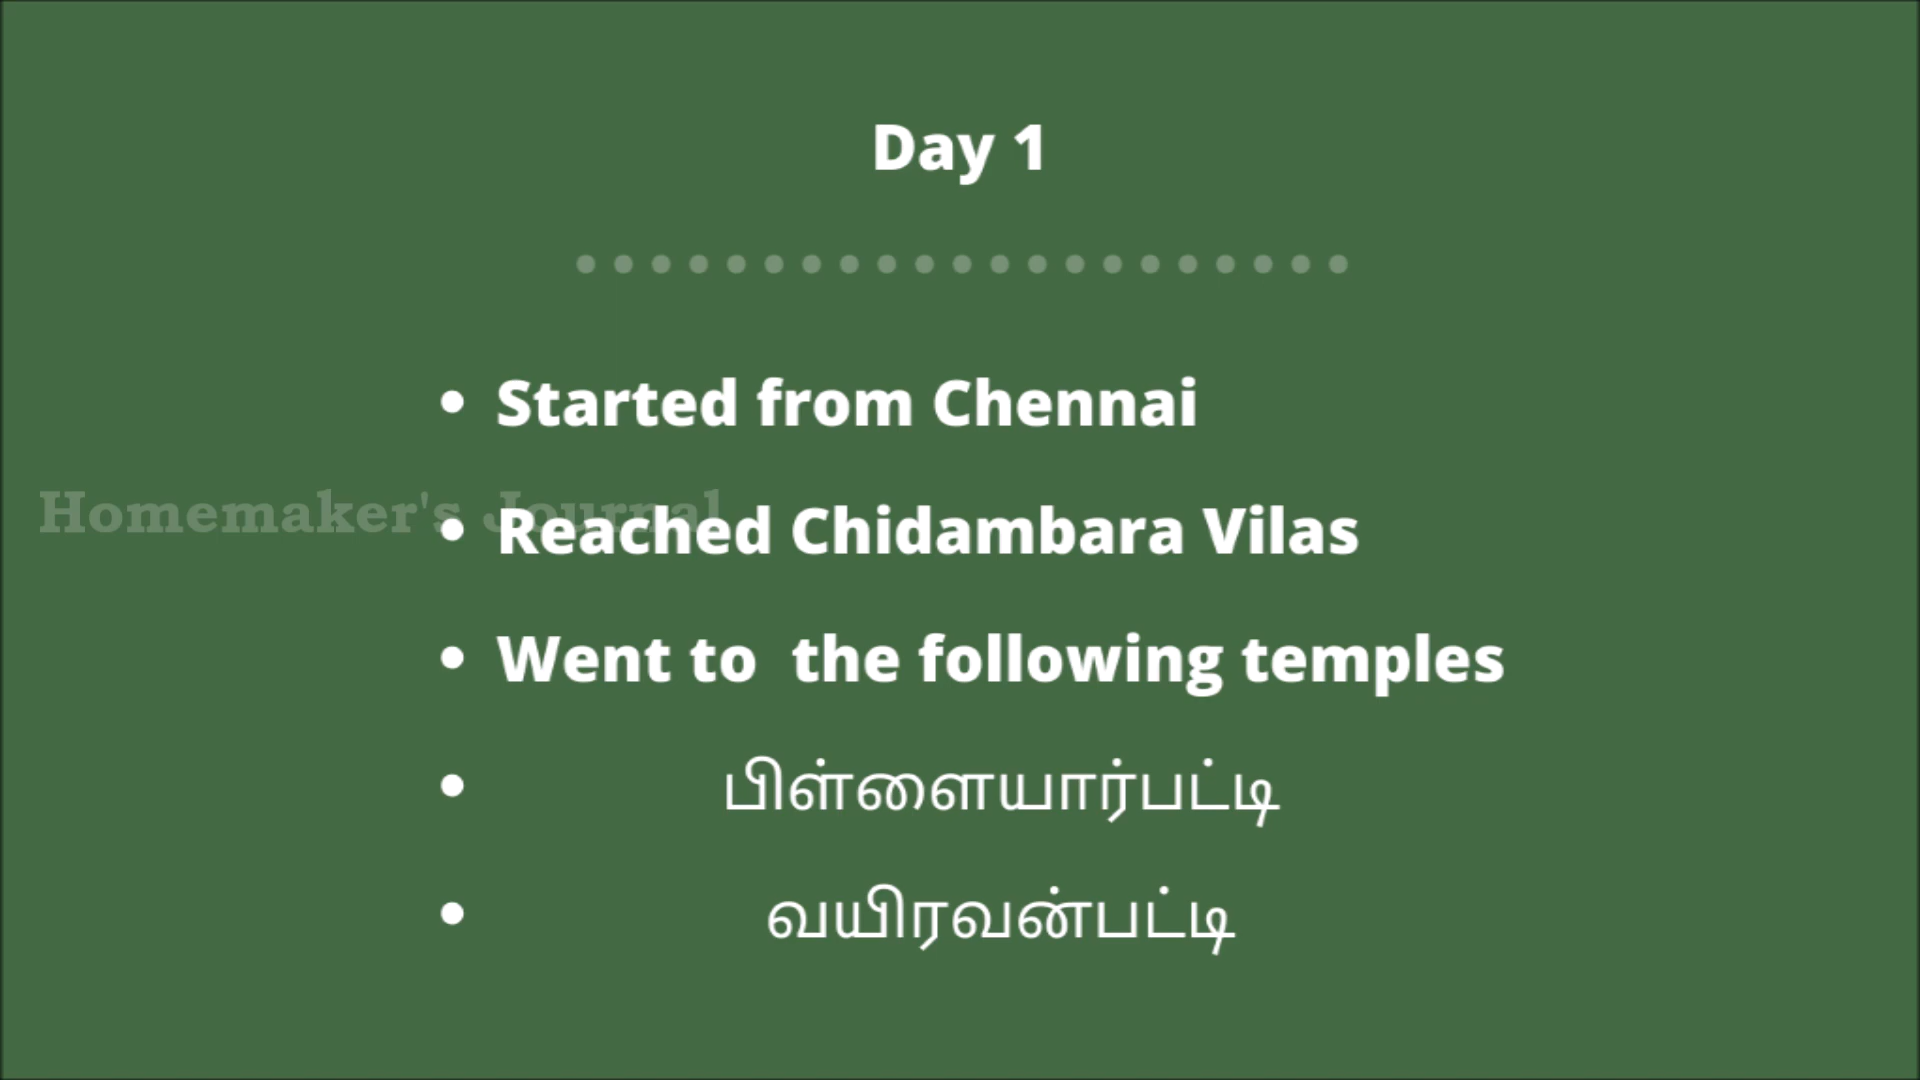 Day 1
• Started from Chennai
Homemaker's Journal
• Reached Chidambara Vilas
• Went to  the following temples
• பிள்ளையார்பட்டி
• வயிரவன்பட்டி